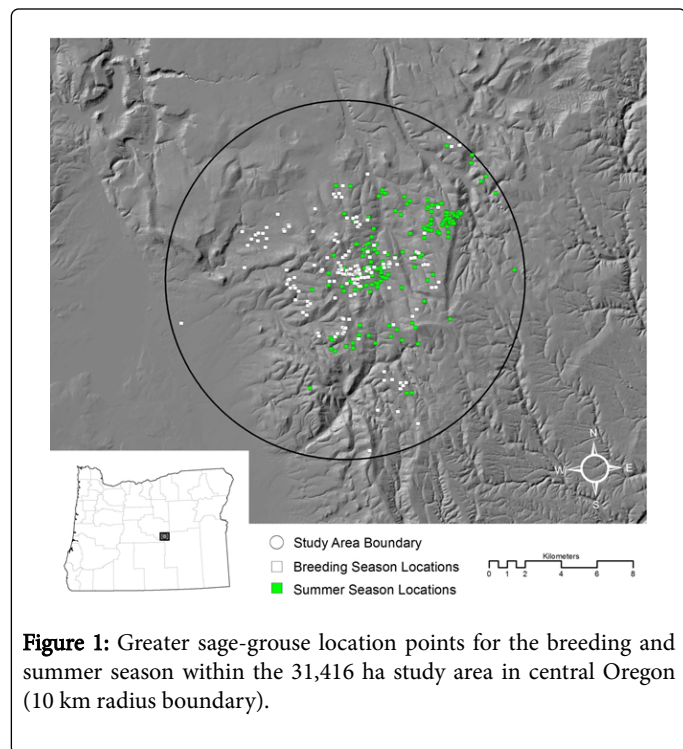 N
W E
S
Study Area Boundary
Breeding Season Locations
Summer Season Locations
Kilometers
0 1 2 4 6 8
Figure 1: Greater sage-grouse location points for the breeding and
summer season within the 31,416 ha study area in central Oregon
(10 km radius boundary).